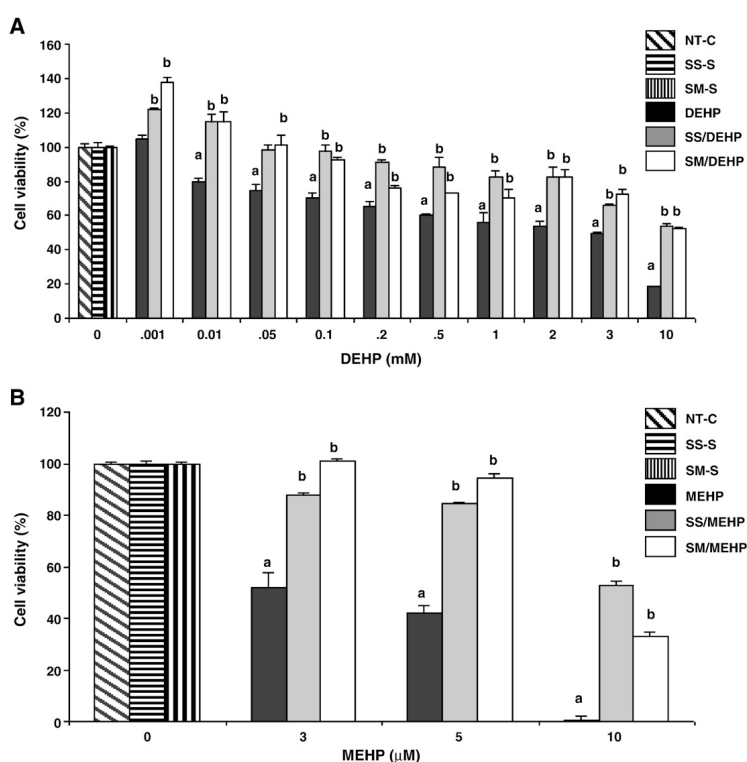 A
160
140
120
100
80
60
40
20
0
Cell viability (%)
b
b
b
b
a
b
a
b
b
a
b
b
a
b
b
a
b
a
b
b
a
b
b
a
b
b
a
b b
a
0 .001 0.01 .05 0.1 .2 .5 1 2 3 10
DEHP (mM)
NT-C
SS-S
SM-S
DEHP
SS/DEHP
SM/DEHP
B
120
100
80
60
40
20
0
Cell viability (%)
a
b
b
a
b
b
a
b
b
0 3 5 10
MEHP (μM)
NT-C
SS-S
SM-S
MEHP
SS/MEHP
SM/MEHP